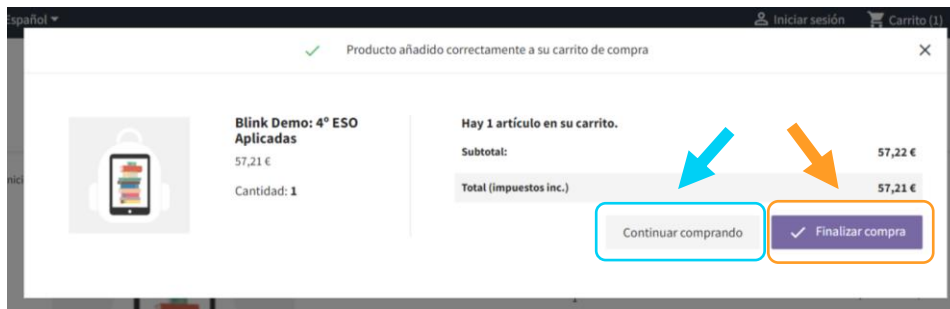 Español
Iniciar sesión
Carrito (1)
Producto añadido correctamente a su carrito de compra
Blink Demo: 4º ESO
Aplicadas
57,21 €
Cantidad: 1
Hay 1 artículo en su carrito.
Subtotal: 57,22 €
Total (impuestos inc.) 57,21 €
Continuar comprando
Finalizar compra